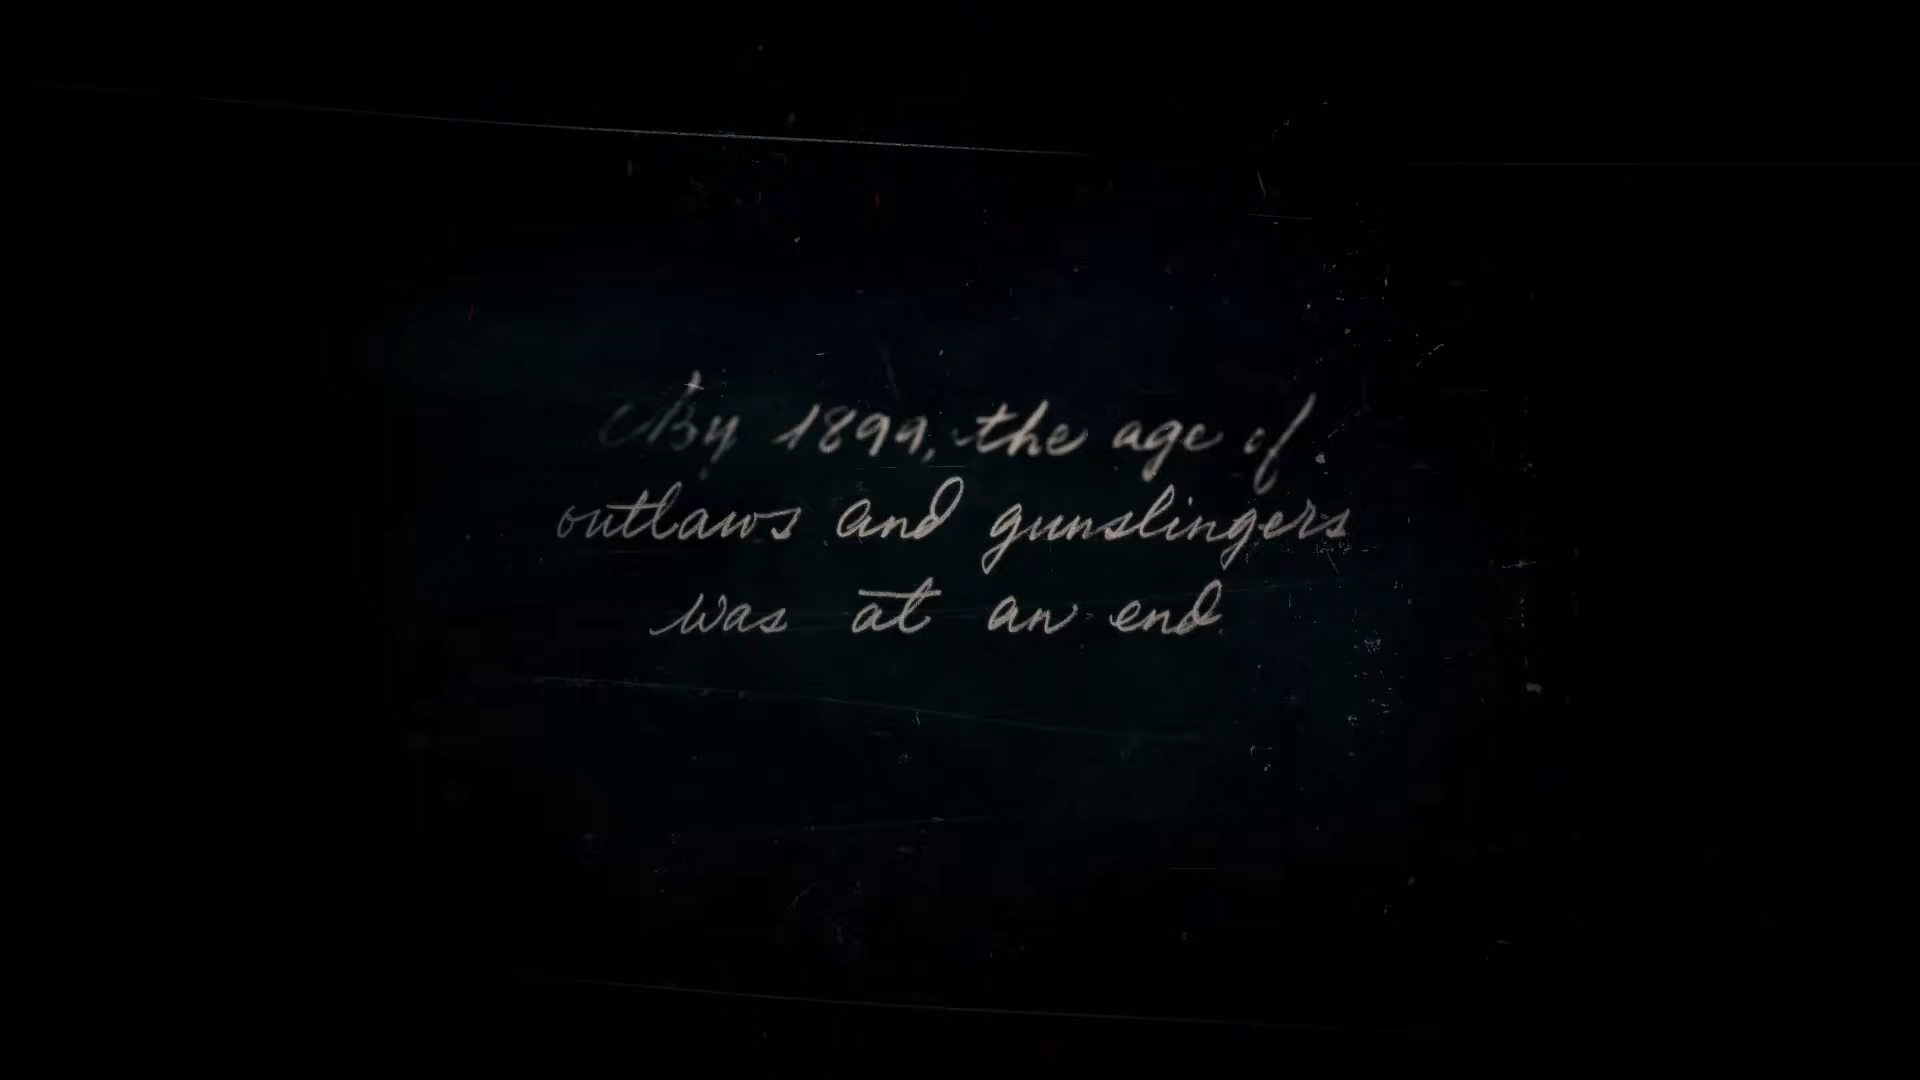 By 1899, the age of
outlaws and gunslingers
was at an end